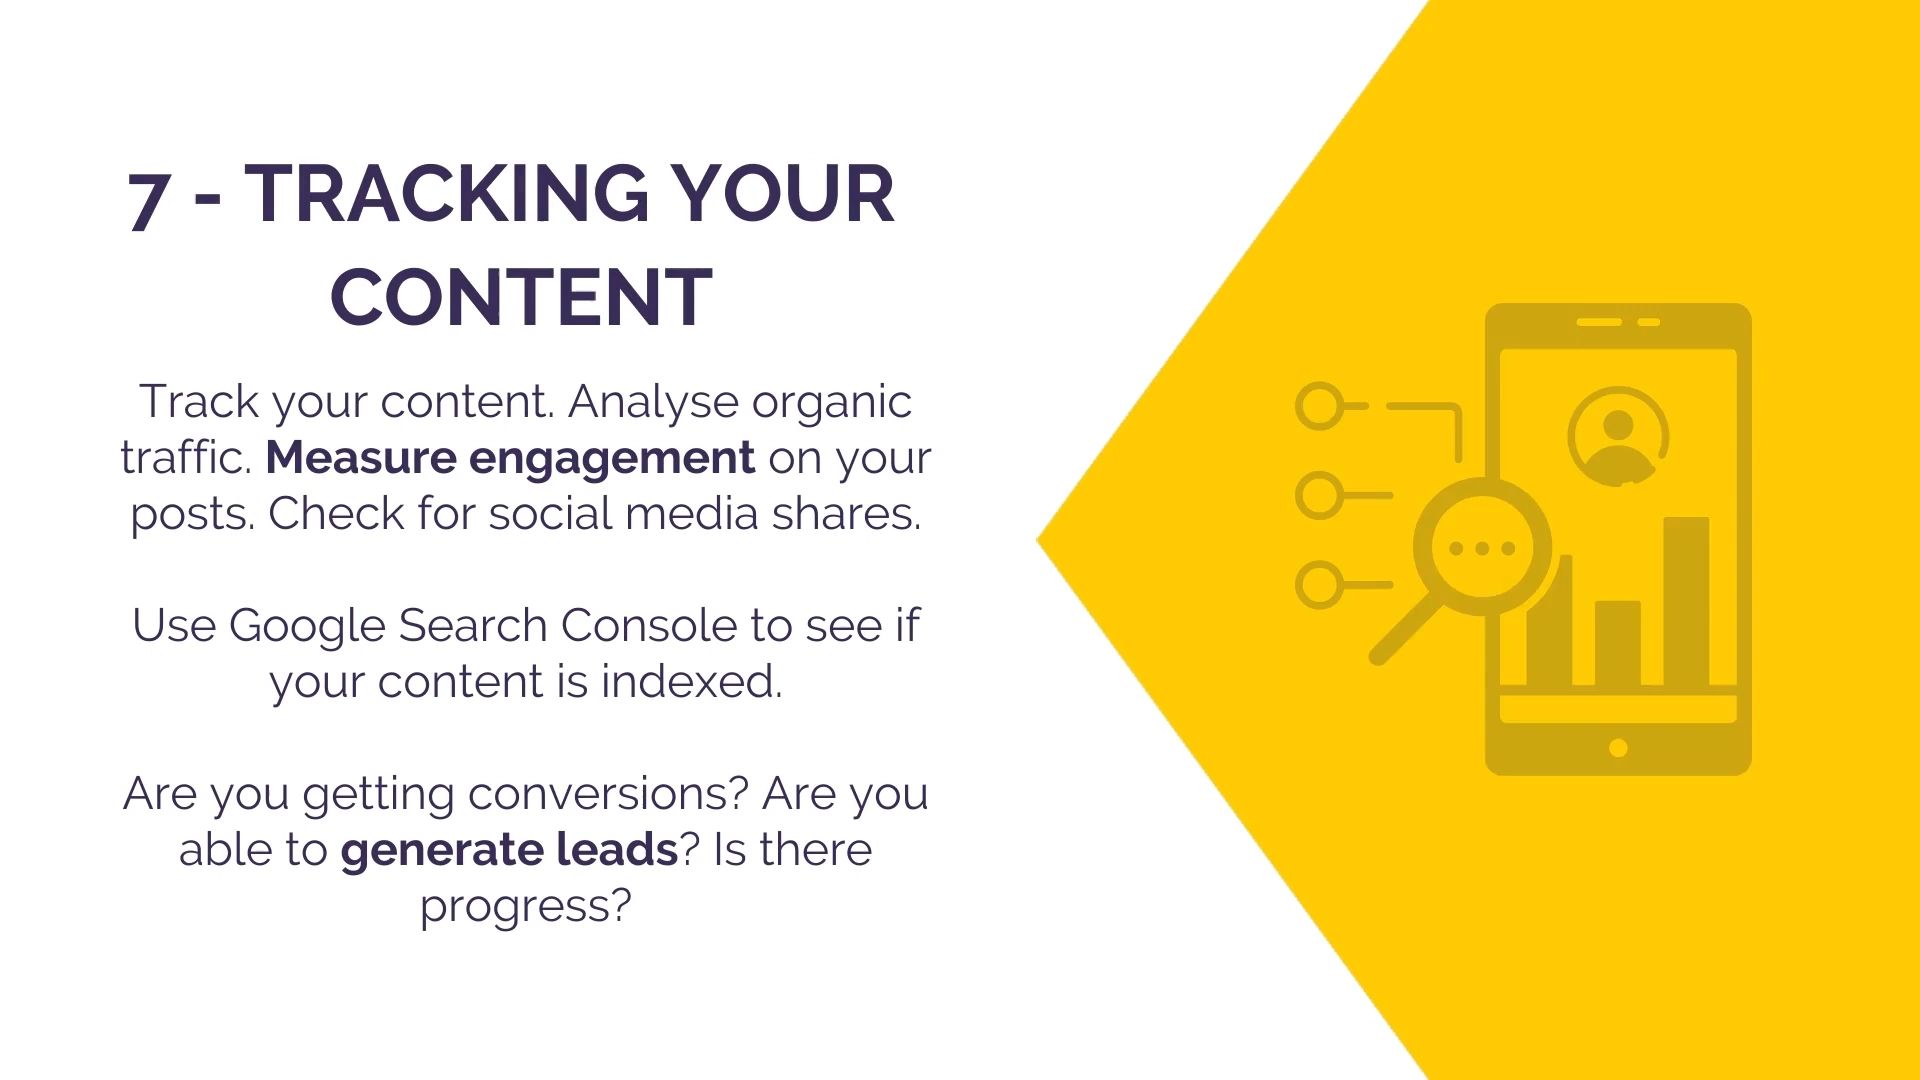 7 - TRACKING YOUR
CONTENT
Track your content. Analyse organic
traffic. Measure engagement on your
posts. Check for social media shares.
Use Google Search Console to see if
your content is indexed.
Are you getting conversions? Are you
able to generate leads? Is there
progress?